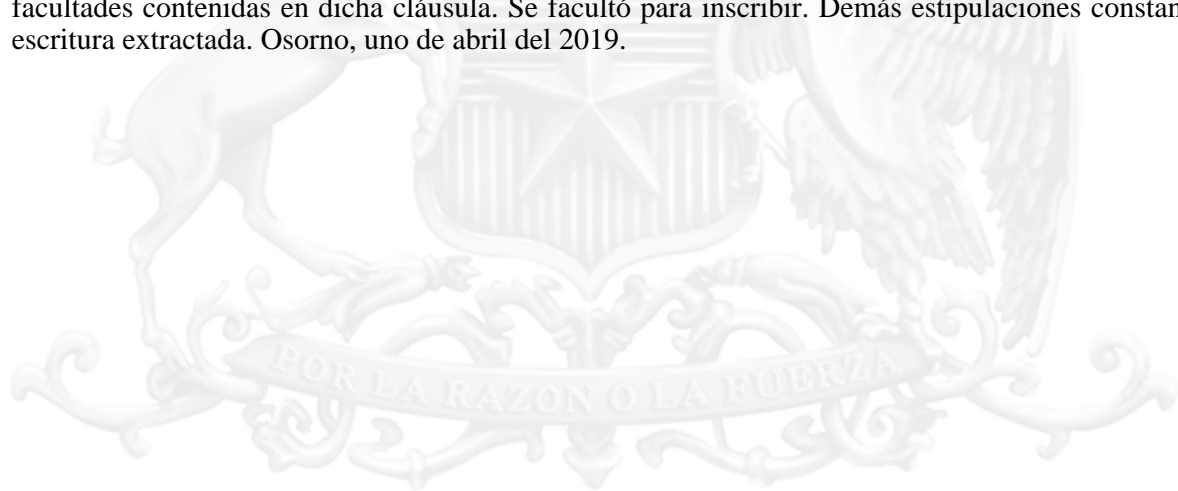 facultades contenidas en dicha cláusula. Se facultó para inscribir. Demás estipulaciones constan
escritura extractada. Osorno, uno de abril del 2019.
POR LA RAZON O LA FUERZA